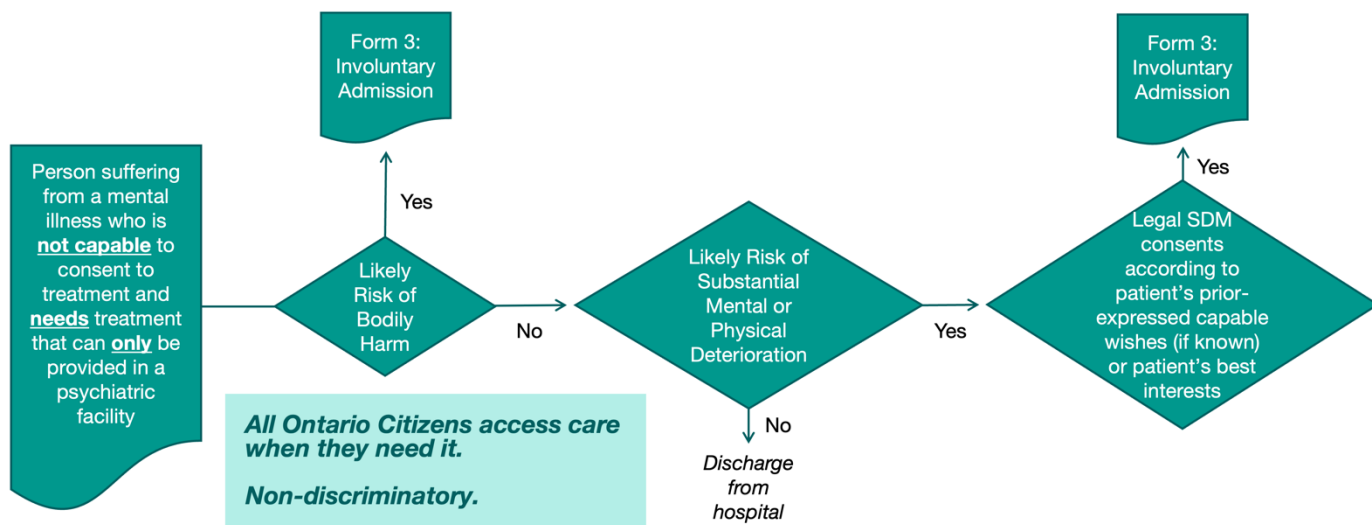 Person suffering
from a mental
illness who is
not capable to
consent to
treatment and
needs treatment
that can only be
provided in a
psychiatric
facility
Form 3:
Involuntary
Admission
Yes
Likely
Risk of
Bodily
Harm
No
Likely Risk of
Substantial
Mental or
Physical
Deterioration
Yes
No
Discharge
from
hospital
Form 3:
Involuntary
Admission
Yes
Legal SDM
consents
according to
patient's prior-
expressed capable
wishes (if known)
or patient's best
interests
All Ontario Citizens access care
when they need it.
Non-discriminatory.